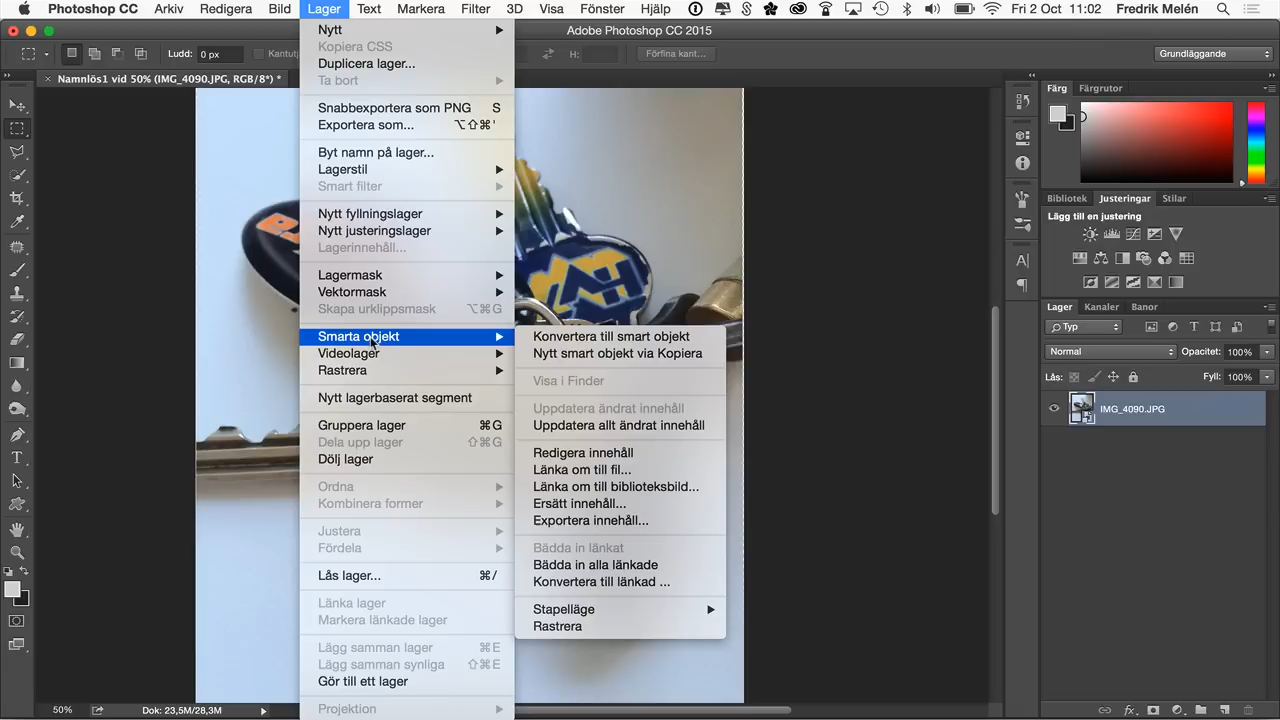 Photoshop CC Arkiv Redigera Bild Lager Text Markera Filter 3D Visa Fönster Hjälp Fri 2 Oct 11:02 Fredrik Melén
Adobe Photoshop CC 2015
Ludd: 0 px Kantutj H: Förfina kant... Grundläggande
Namnlös1 vid 50% (IMG_4090.JPG, RGB/8*) *
Nytt
Kopiera CSS
Duplicera lager...
Ta bort
Snabbexportera som PNG S
Exportera som... ⌥⇧⌘'
Byt namn på lager...
Lagerstil
Smart filter
Nytt fyllningslager
Nytt justeringslager
Lagerinnehåll...
Lagermask
Vektormask
Skapa urklippsmask ⌥⌘G
Smarta objekt
Videolager
Rastrera
Nytt lagerbaserat segment
Gruppera lager ⌘G
Dela upp lager ⇧⌘G
Dölj lager
Ordna
Kombinera former
Justera
Fördela
Lås lager... ⌘/
Länka lager
Markera länkade lager
Lägg samman lager ⌘E
Lägg samman synliga ⇧⌘E
Gör till ett lager
Projektion
Konvertera till smart objekt
Nytt smart objekt via Kopiera
Visa i Finder
Uppdatera ändrat innehåll
Uppdatera allt ändrat innehåll
Redigera innehåll
Länka om till fil...
Länka om till biblioteksbild...
Ersätt innehåll...
Exportera innehåll...
Bädda in länkat
Bädda in alla länkade
Konvertera till länkad ...
Stapelläge
Rastrera
Färg Färgrutor
Bibliotek Justeringar Stilar
Lägg till en justering
Lager Kanaler Banor
Typ
Normal Opacitet: 100%
Lås: Fyll: 100%
IMG_4090.JPG
50% Dok: 23,5M/28,3M